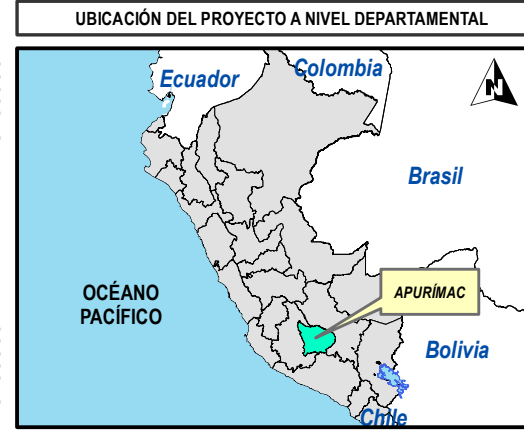 UBICACIÓN DEL PROYECTO A NIVEL DEPARTAMENTAL
Colombia
Ecuador
N
Brasil
APURÍMAC
OCÉANO
PACÍFICO
Bolivia
Chile